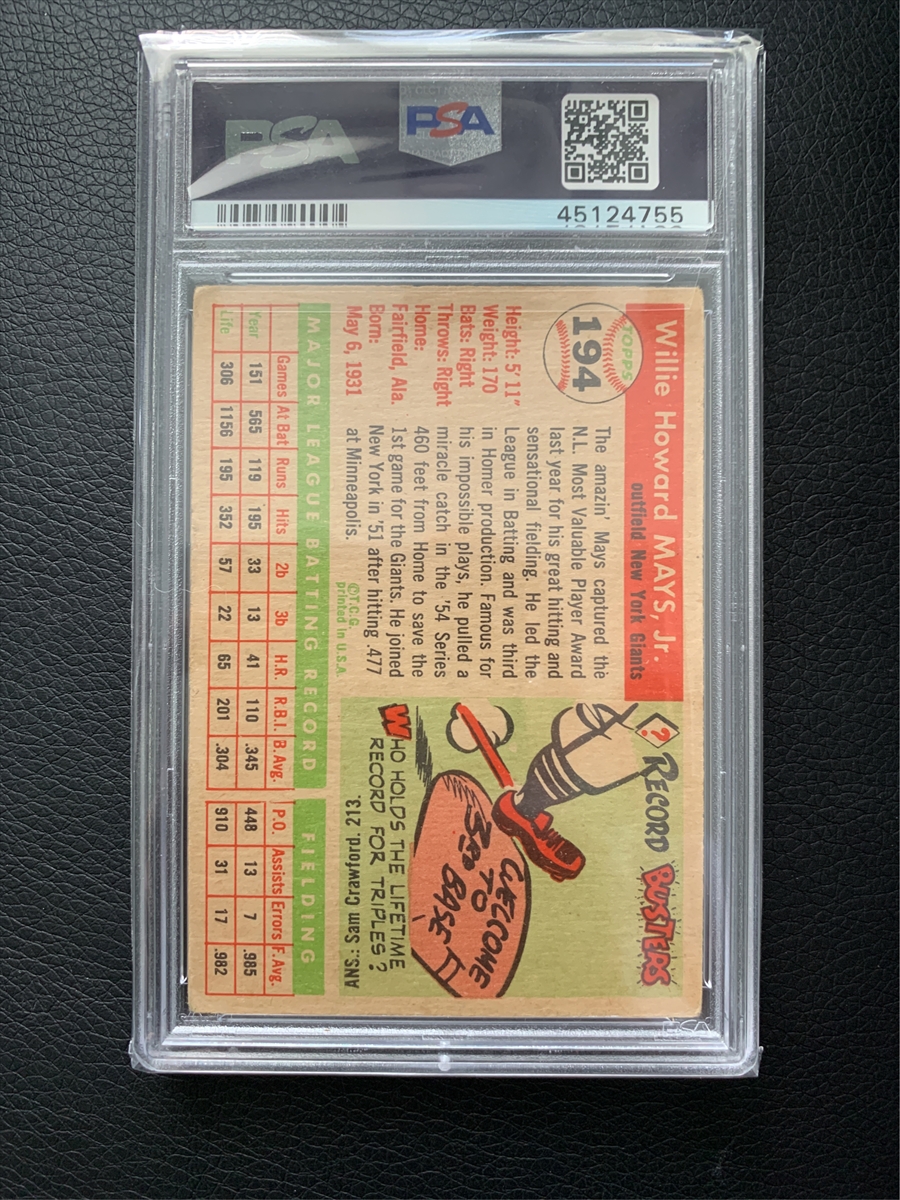 PSA
PSA
45124755
TOPPS
194
Willie Howard MAYS, Jr.
outfield New York Giants
Height: 5' 11"
Weight: 170
Bats: Right
Throws: Right
Home:
Fairfield, Ala.
Born:
May 6, 1931
The amazin' Mays captured the
N.L. Most Valuable Player Award
last year for his great hitting and
sensational fielding. He led the
League in Batting and was third
in Homer production. Famous for
his impossible plays, he pulled a
miracle catch in the '54 Series
460 feet from Home to save the
1st game for the Giants. He joined
New York in '51 after hitting .477
at Minneapolis.
©T.C.G.
printed in U.S.A.
? RECORD BUSTERS
WELCOME
TO
3RD BASE
WHO HOLDS THE LIFETIME
RECORD FOR TRIPLES?
ANS.: Sam Crawford. 213.
MAJOR LEAGUE BATTING RECORD FIELDING
Year Games At Bat Runs Hits 2b 3b H.R. R.B.I. B.Avg. P.O. Assists Errors F.Avg.
151 565 119 195 33 13 41 110 .345 448 13 7 .985
Life 306 1156 195 352 57 22 65 201 .304 910 31 17 .982